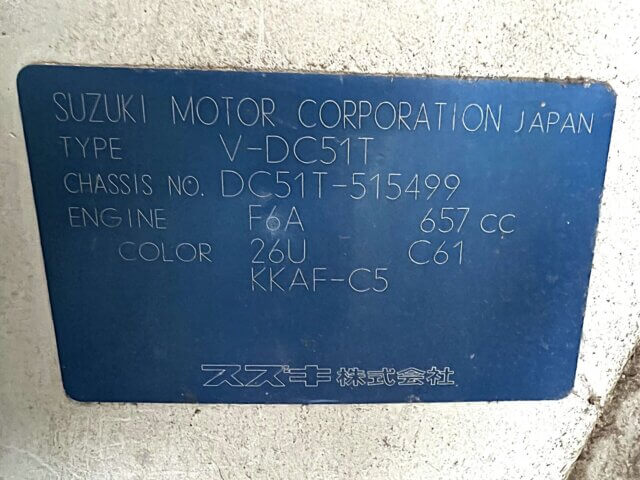 SUZUKI MOTOR CORPORATION JAPAN
TYPE V-DC51T
CHASSIS NO. DC51T-515499
ENGINE F6A 657 CC
COLOR 26U C61
KKAF-C5
スズキ株式会社